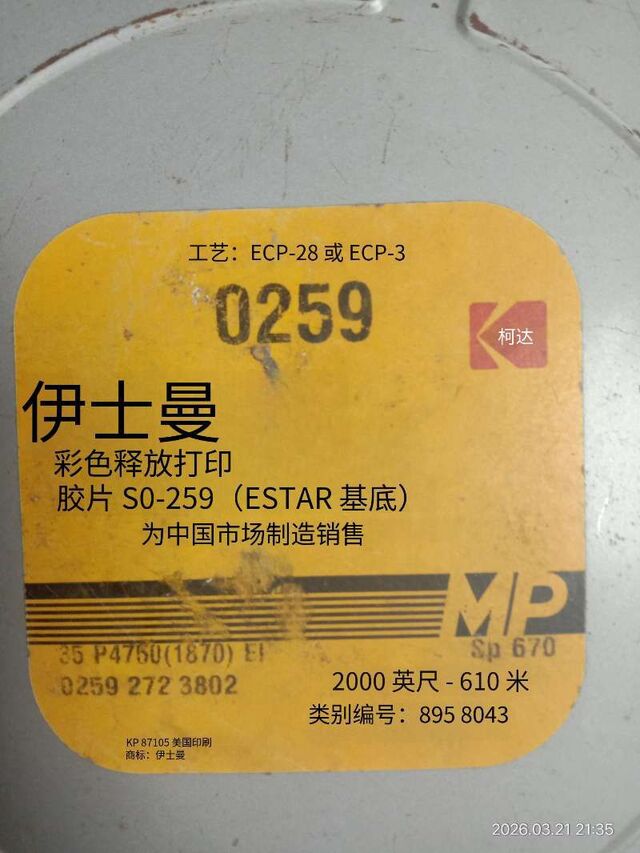 工艺：ECP-28 或 ECP-3
0259
柯达
伊士曼
彩色释放打印
胶片 S0-259（ESTAR 基底）
为中国市场制造销售
MP
35 P4760(1870) EI
Sp 670
0259 272 3802
2000 英尺 - 610 米
类别编号：895 8043
KP 87105 美国印刷
商标：伊士曼
2026.03.21 21:35